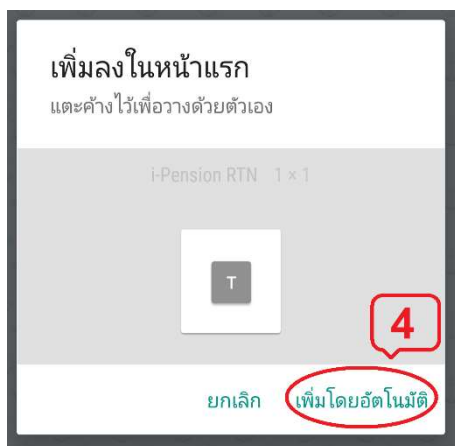 เพิ่มลงในหน้าแรก
แตะค้างไว้เพื่อวางด้วยตัวเอง
i-Pension RTN 1 × 1
T
4
ยกเลิก เพิ่มโดยอัตโนมัติ